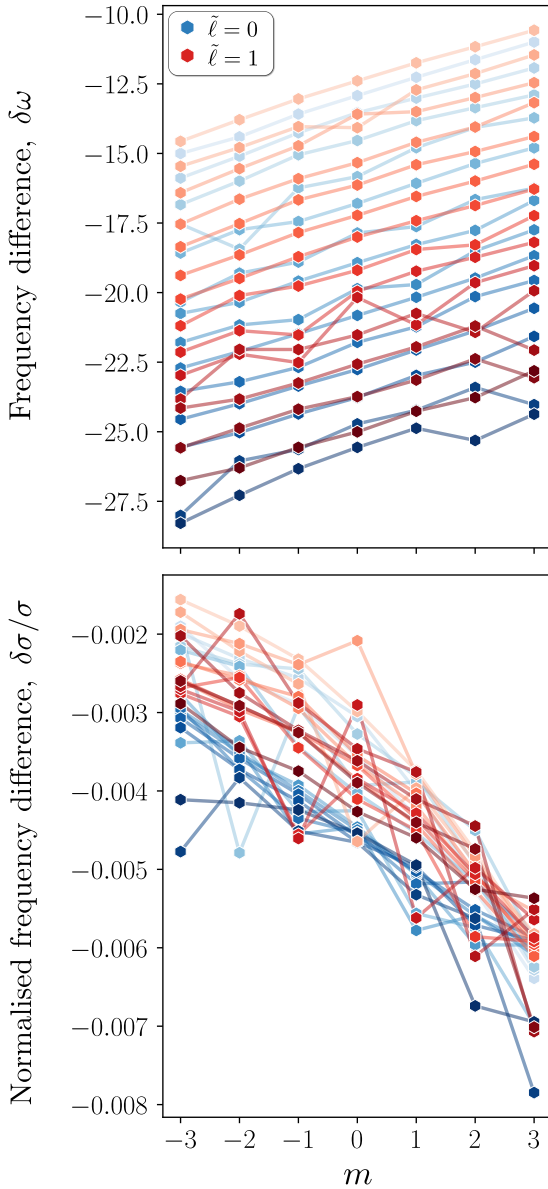 Frequency difference, δω
−10.0
−12.5
−15.0
−17.5
−20.0
−22.5
−25.0
−27.5
ℓ̃ = 0
ℓ̃ = 1
Normalised frequency difference, δσ/σ
−0.002
−0.003
−0.004
−0.005
−0.006
−0.007
−0.008
−3 −2 −1 0 1 2 3
m